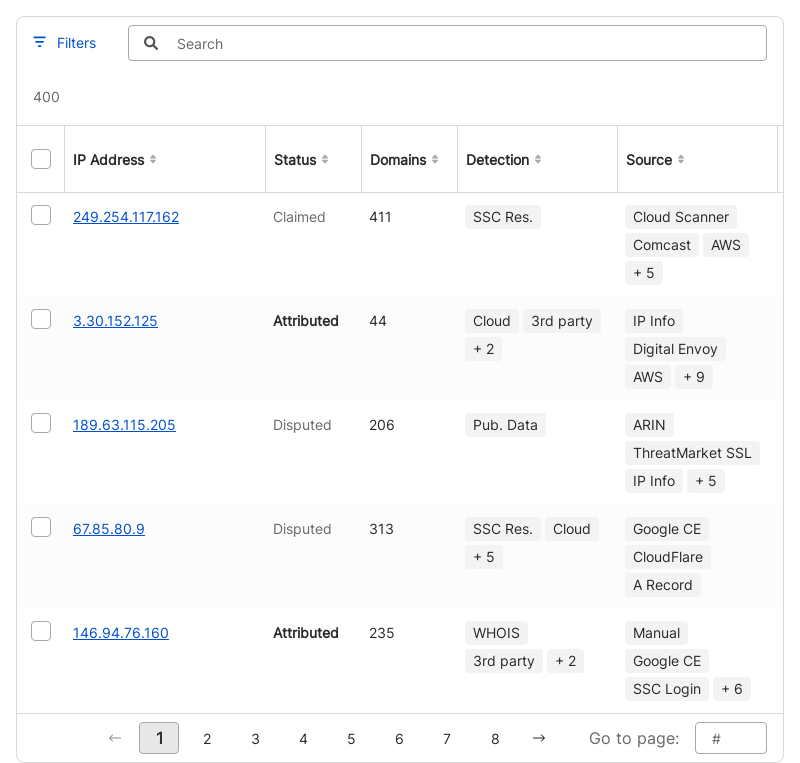 Filters Search
400
IP Address Status Domains Detection Source
249.254.117.162 Claimed 411 SSC Res. Cloud Scanner
Comcast AWS
+ 5
3.30.152.125 Attributed 44 Cloud 3rd party IP Info
+ 2 Digital Envoy
AWS + 9
189.63.115.205 Disputed 206 Pub. Data ARIN
ThreatMarket SSL
IP Info + 5
67.85.80.9 Disputed 313 SSC Res. Cloud Google CE
+ 5 CloudFlare
A Record
146.94.76.160 Attributed 235 WHOIS Manual
3rd party + 2 Google CE
SSC Login + 6
← 1 2 3 4 5 6 7 8 → Go to page: #